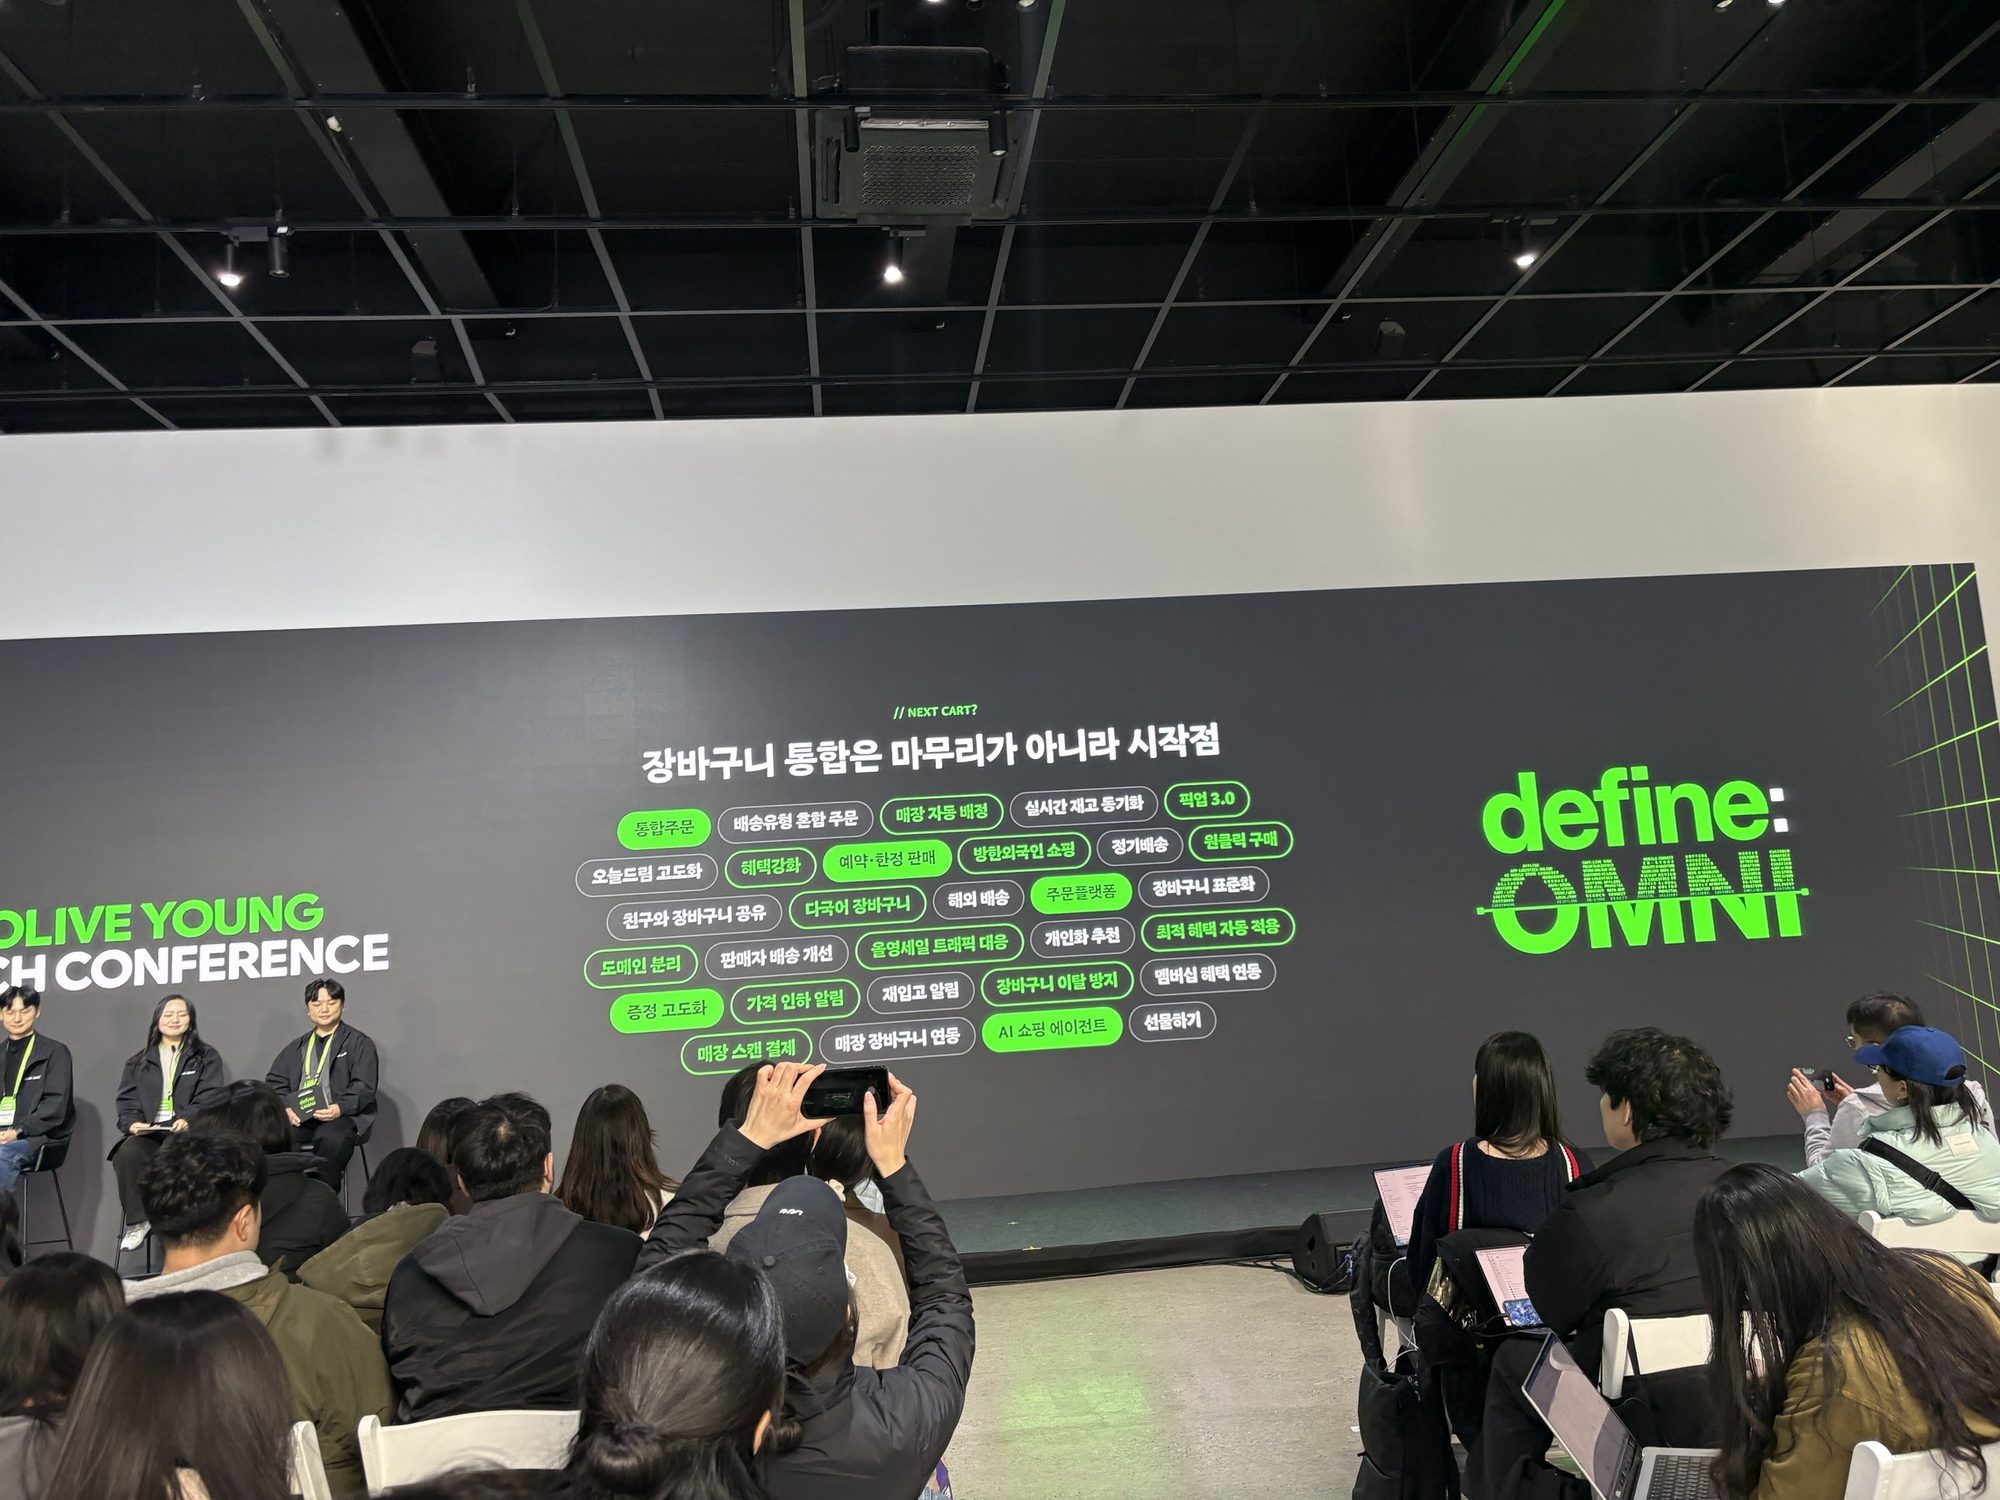 OLIVE YOUNG
CH CONFERENCE
// NEXT CART?
장바구니 통합은 마무리가 아니라 시작점
통합주문 배송유형 혼합 주문 매장 자동 배정 실시간 재고 동기화 픽업 3.0
오늘드림 고도화 혜택강화 예약·한정 판매 방한외국인 쇼핑 정기배송 원클릭 구매
친구와 장바구니 공유 다국어 장바구니 해외 배송 주문플랫폼 장바구니 표준화
도메인 분리 판매자 배송 개선 올영세일 트래픽 대응 개인화 추천 최적 혜택 자동 적용
증정 고도화 가격 인하 알림 재입고 알림 장바구니 이탈 방지 멤버십 혜택 연동
매장 스캔 결제 매장 장바구니 연동 AI 쇼핑 에이전트 선물하기
define:
OMNI